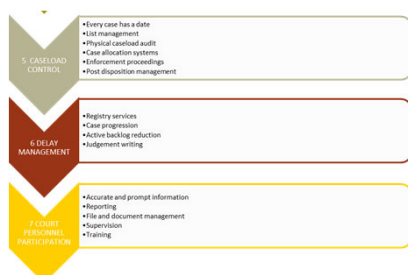 5 CASELOAD
CONTROL
•Every case has a date
•List management
•Physical caseload audit
•Case allocation systems
•Enforcement proceedings
•Post disposition management
6 DELAY
MANAGEMENT
•Registry services
•Case progression
•Active backlog reduction
•Judgement writing
7 COURT
PERSONNEL
PARTICIPATION
•Accurate and prompt information
•Reporting
•File and document management
•Supervision
•Training